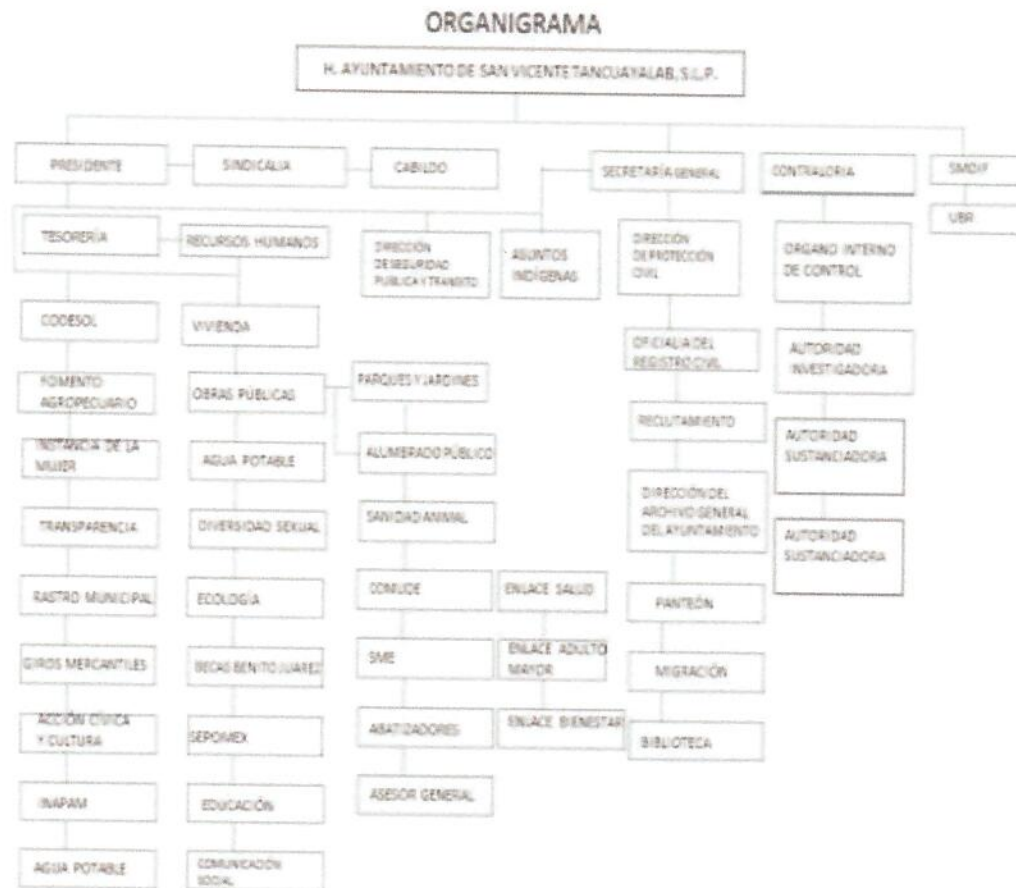 ORGANIGRAMA
H. AYUNTAMIENTO DE SAN VICENTE TANCUAYALAB, S.L.P.
PRESIDENTE
SINDICALIA
CABILDO
SECRETARÍA GENERAL
CONTRALORIA
SMDIF
UBR
TESORERÍA
RECURSOS HUMANOS
DIRECCIÓN
DE SEGURIDAD
PUBLICA Y TRANSITO
ASUNTOS
INDÍGENAS
DIRECCIÓN
DE PROTECCIÓN
CIVIL
ORGANO INTERNO
DE CONTROL
CODESOL
VIVIENDA
OFICIALIA DEL
REGISTRO CIVIL
AUTORIDAD
INVESTIGADORA
FOMENTO
AGROPECUARIO
OBRAS PÚBLICAS
PARQUES Y JARDINES
RECLUTAMIENTO
AUTORIDAD
SUSTANCIADORA
INSTANCIA DE LA
MUJER
AGUA POTABLE
ALUMBRADO PÚBLICO
DIRECCIÓN DEL
ARCHIVO GENERAL
DEL AYUNTAMIENTO
TRANSPARENCIA
DIVERSIDAD SEXUAL
SANIDAD ANIMAL
AUTORIDAD
SUSTANCIADORA
RASTRO MUNICIPAL
ECOLOGÍA
COMUDE
ENLACE SALUD
PANTEÓN
GIROS MERCANTILES
BECAS BENITO JUAREZ
SME
ENLACE ADULTO
MAYOR
MIGRACIÓN
ACCIÓN CÍVICA
Y CULTURA
SEPOMEX
ABATIZADORES
ENLACE BIENESTAR
BIBLIOTECA
INAPAM
EDUCACIÓN
ASESOR GENERAL
AGUA POTABLE
COMUNICACIÓN
SOCIAL